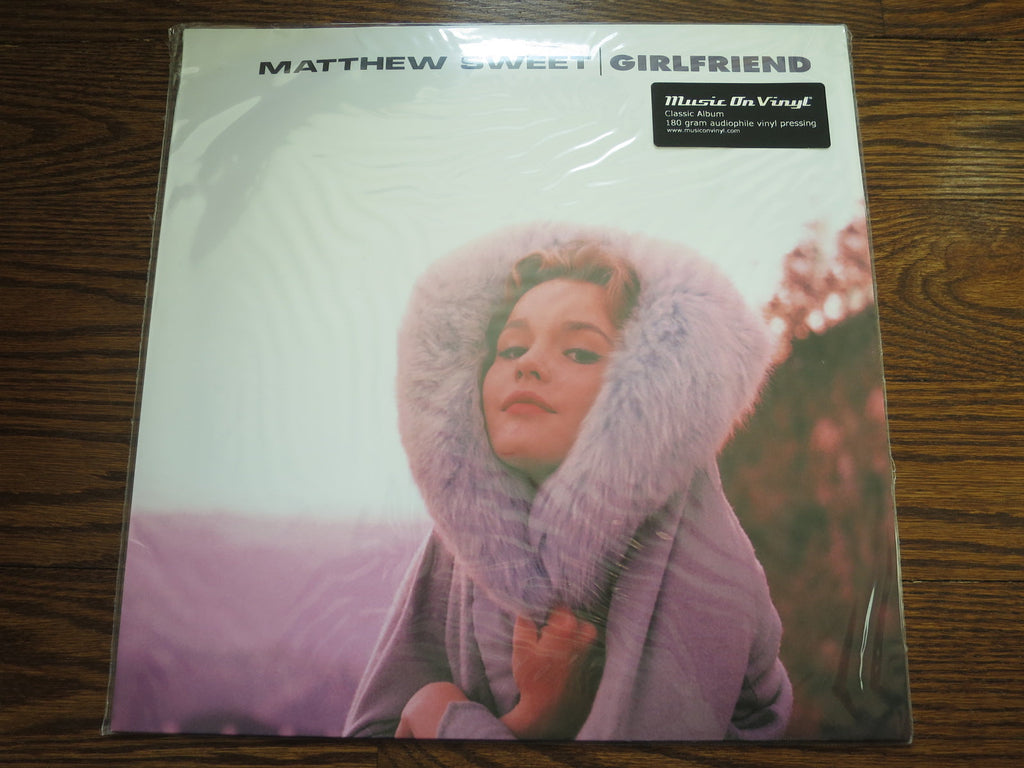 MATTHEW SWEET | GIRLFRIEND
Music On Vinyl
Classic Album
180 gram audiophile vinyl pressing
www.musiconvinyl.com